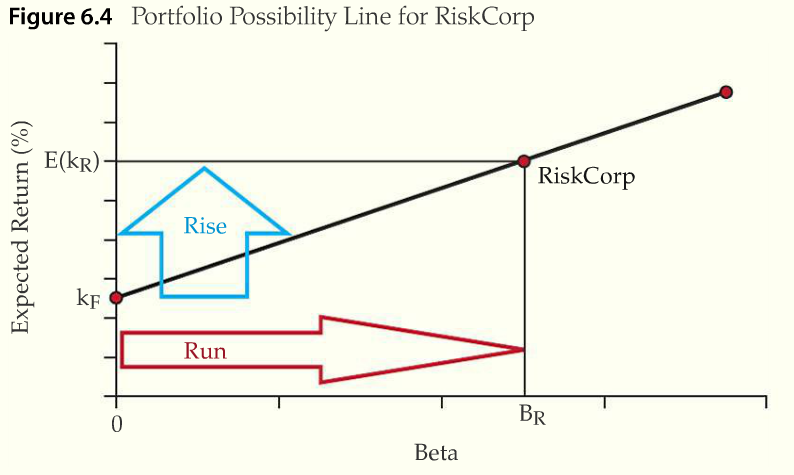 Figure 6.4 Portfolio Possibility Line for RiskCorp
Expected Return (%)
E(kR)
RiskCorp
Rise
kF
Run
0
BR
Beta